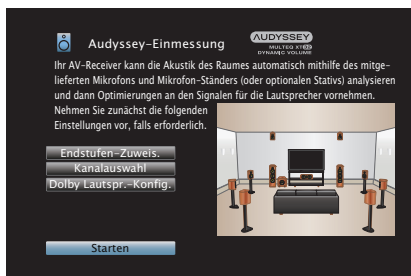 Audyssey-Einmessung
AUDYSSEY
MULTEQ XT32
DYNAMIC VOLUME
Ihr AV-Receiver kann die Akustik des Raumes automatisch mithilfe des mitge-
lieferten Mikrofons und Mikrofon-Ständers (oder optionalen Stativs) analysieren
und dann Optimierungen an den Signalen für die Lautsprecher vornehmen.
Nehmen Sie zunächst die folgenden
Einstellungen vor, falls erforderlich.
Endstufen-Zuweis.
Kanalauswahl
Dolby Lautspr.-Konfig.
Starten